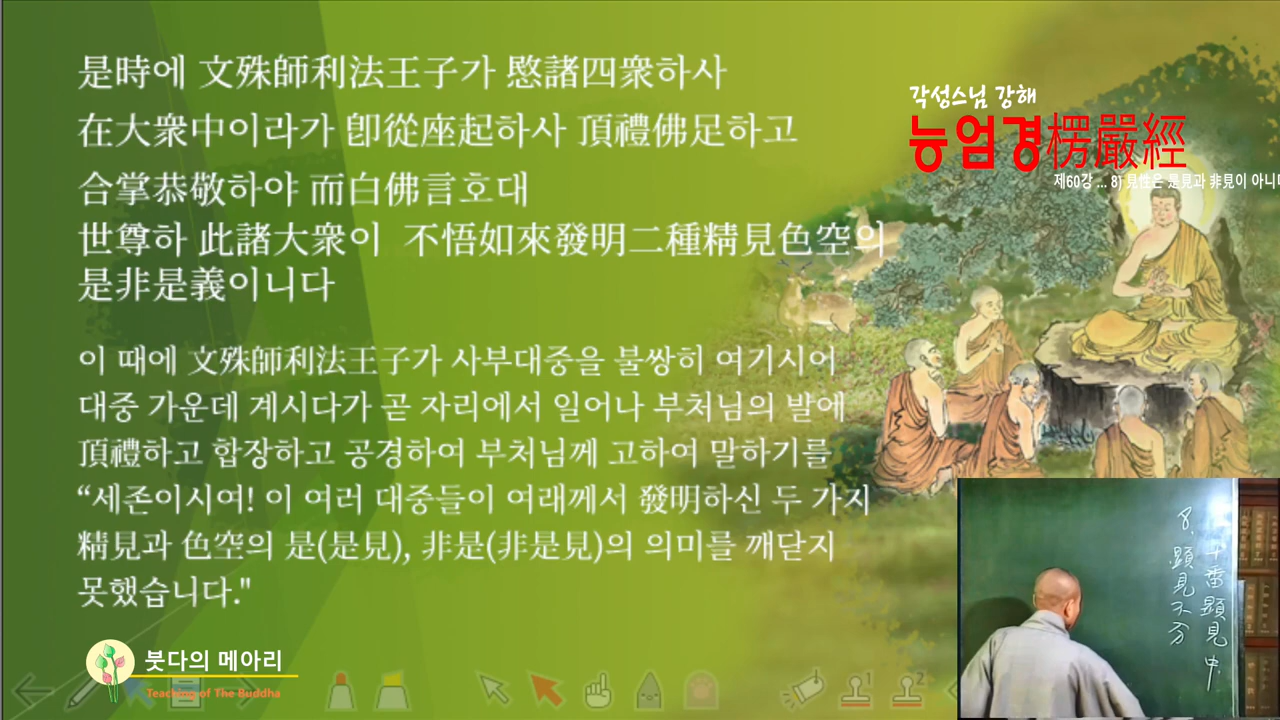 是時에 文殊師利法王子가 愍諸四衆하사
在大衆中이라가 卽從座起하사 頂禮佛足하고
合掌恭敬하야 而白佛言호대
世尊하 此諸大衆이 不悟如來發明二種精見色空의
是非是義이니다
이 때에 文殊師利法王子가 사부대중을 불쌍히 여기시어
대중 가운데 계시다가 곧 자리에서 일어나 부처님의 발에
頂禮하고 합장하고 공경하여 부처님께 고하여 말하기를
“세존이시여! 이 여러 대중들이 여래께서 發明하신 두 가지
精見과 色空의 是(是見), 非是(非是見)의 의미를 깨닫지
못했습니다."
각성스님 강해
능엄경楞嚴經
제60강 ... 8) 見性은 是見과 非見이 아니
十番顯見中
8. 顯見不分
붓다의 메아리
Teaching of The Buddha
1
2